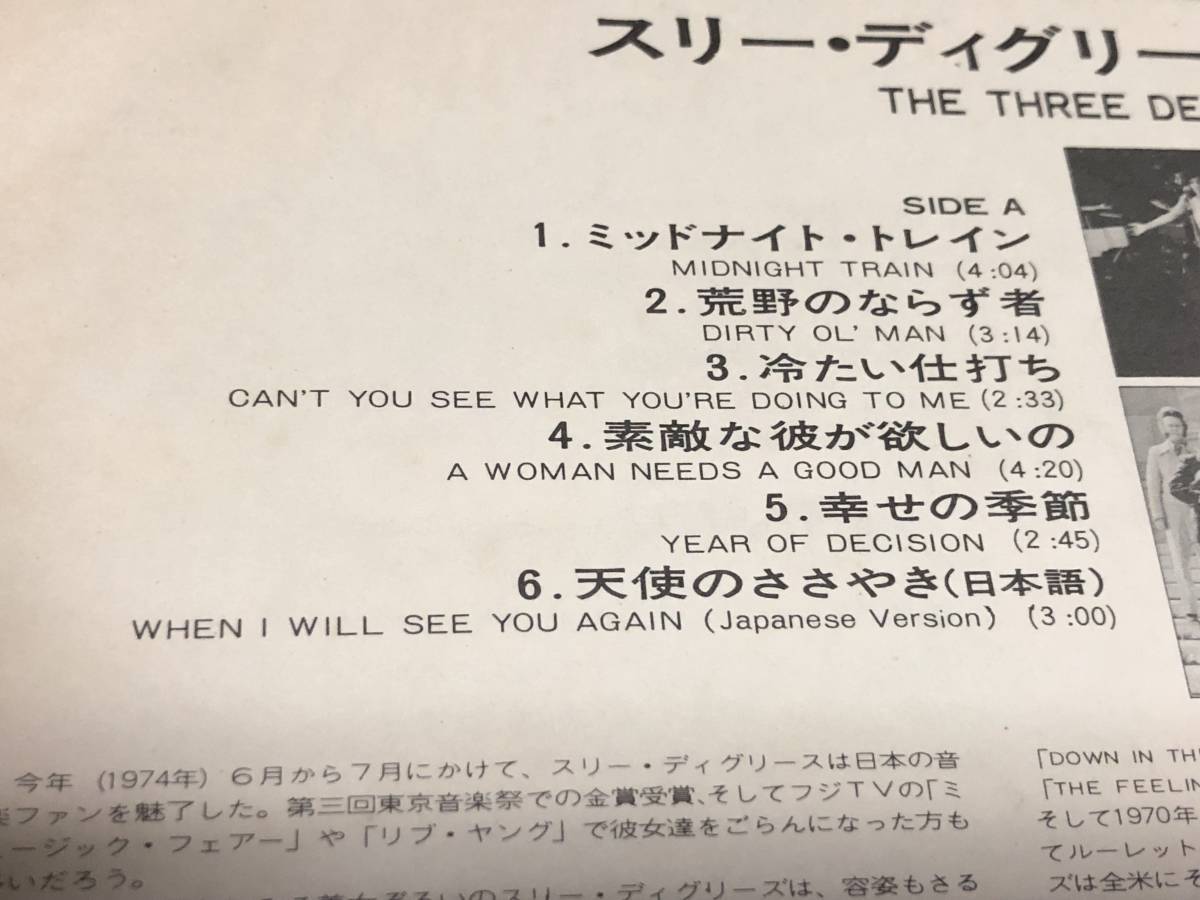 スリー・ディグリー
THE THREE DE
SIDE A
1.ミッドナイト・トレイン
MIDNIGHT TRAIN (4:04)
2.荒野のならず者
DIRTY OL' MAN (3:14)
3.冷たい仕打ち
CAN'T YOU SEE WHAT YOU'RE DOING TO ME (2:33)
4.素敵な彼が欲しいの
A WOMAN NEEDS A GOOD MAN (4:20)
5.幸せの季節
YEAR OF DECISION (2:45)
6.天使のささやき(日本語)
WHEN I WILL SEE YOU AGAIN (Japanese Version) (3:00)
今年 (1974年) 6月から7月にかけて、スリー・ディグリースは日本の音
楽ファンを魅了した。第三回東京音楽祭での金賞受賞、そしてフジTVの「ミ
ュージック・フェアー」や「リブ・ヤング」で彼女達をごらんになった方も
いだろう。
ぞろいのスリー・ディグリーズは、容姿もさる
「DOWN IN TH
「THE FEELIN
そして1970年
てルーレット
ズは全米にそ